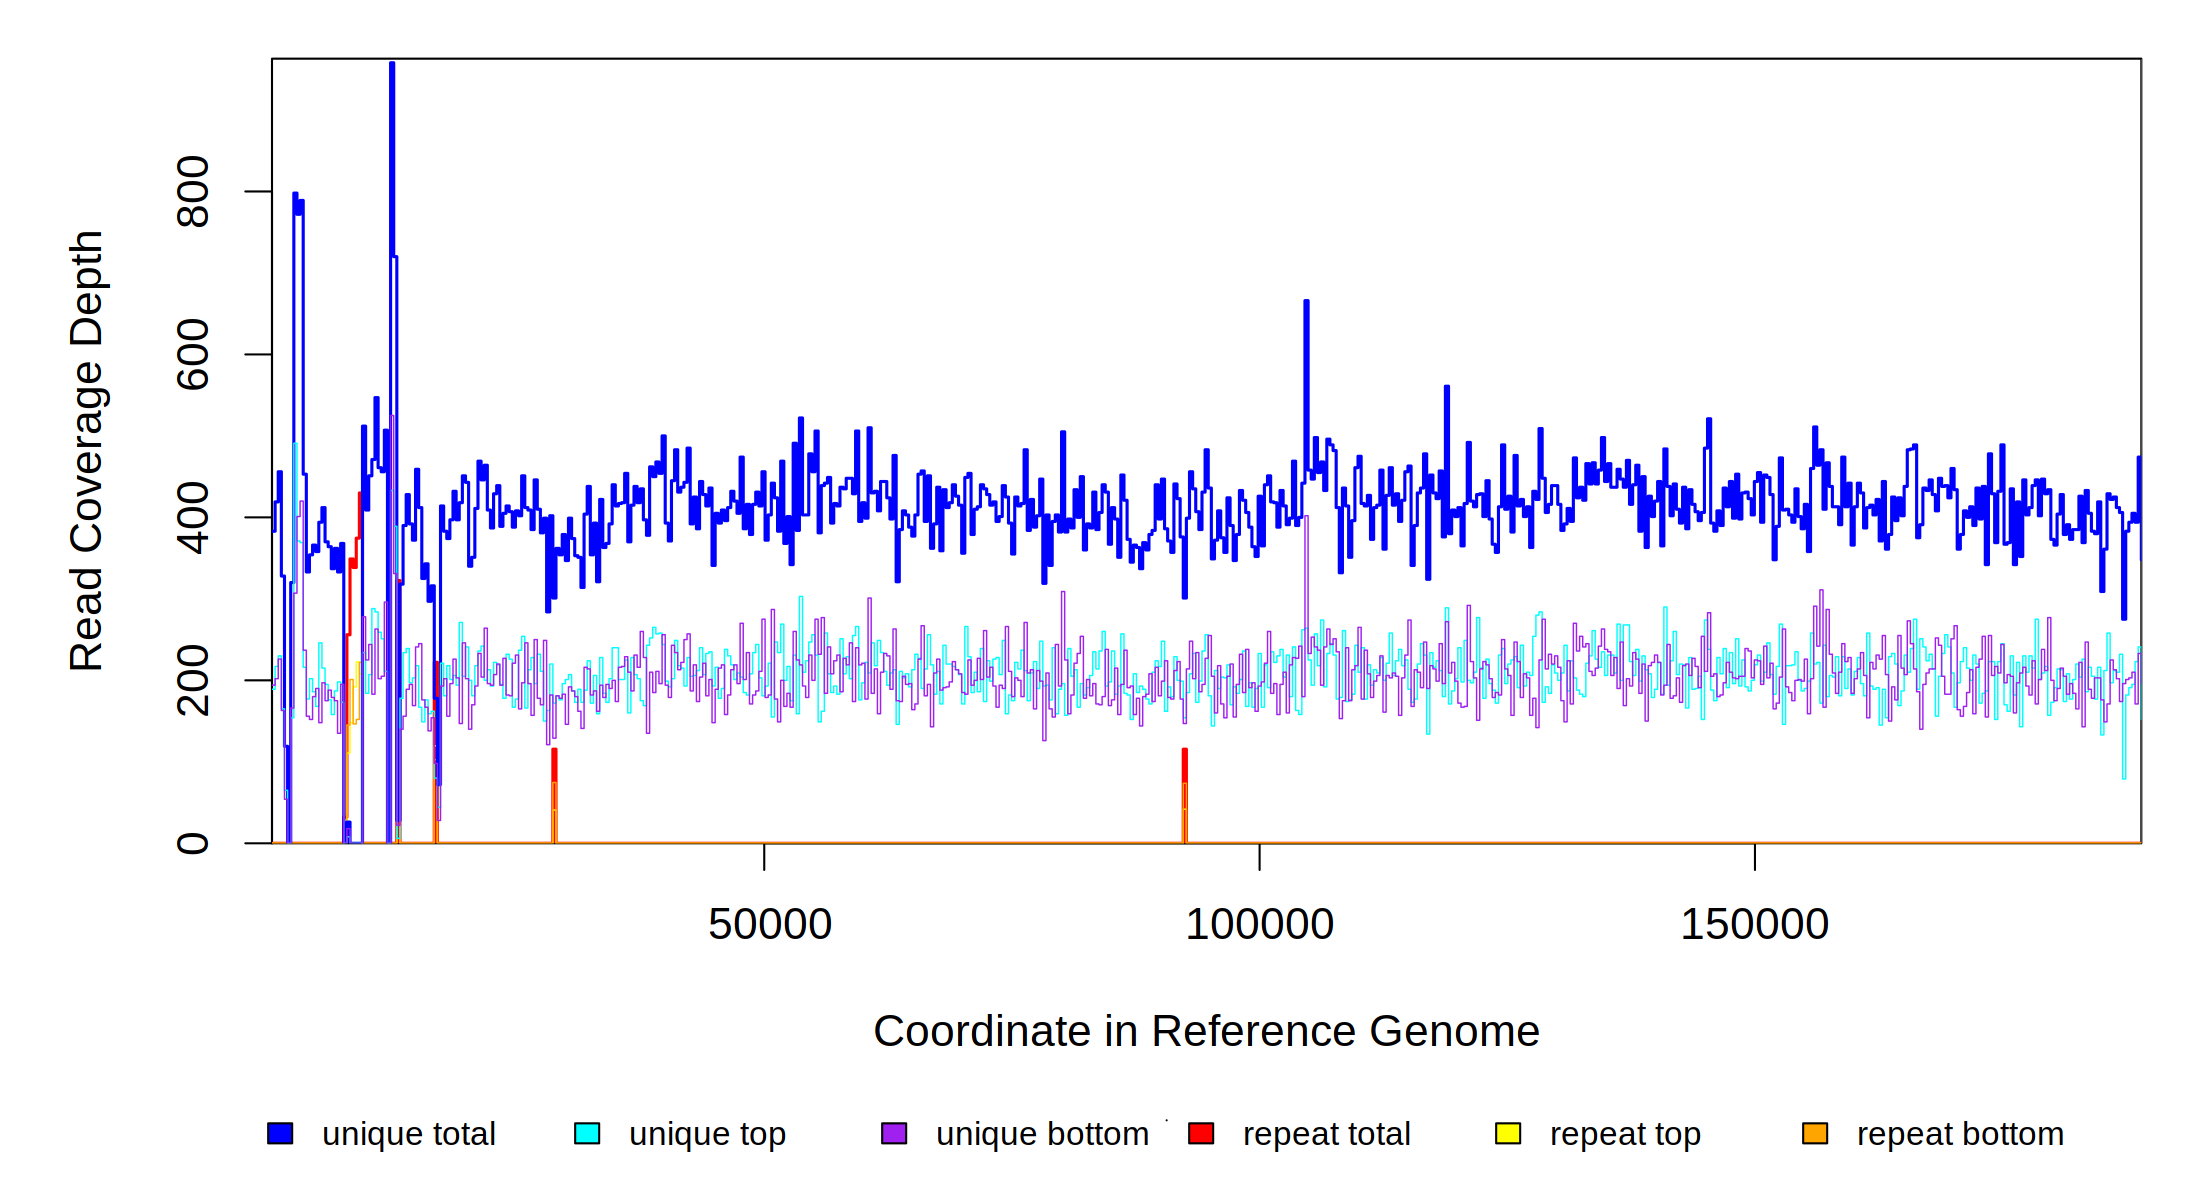 Read Coverage Depth
800
600
400
200
0
50000 100000 150000
Coordinate in Reference Genome
unique total unique top unique bottom repeat total repeat top repeat bottom